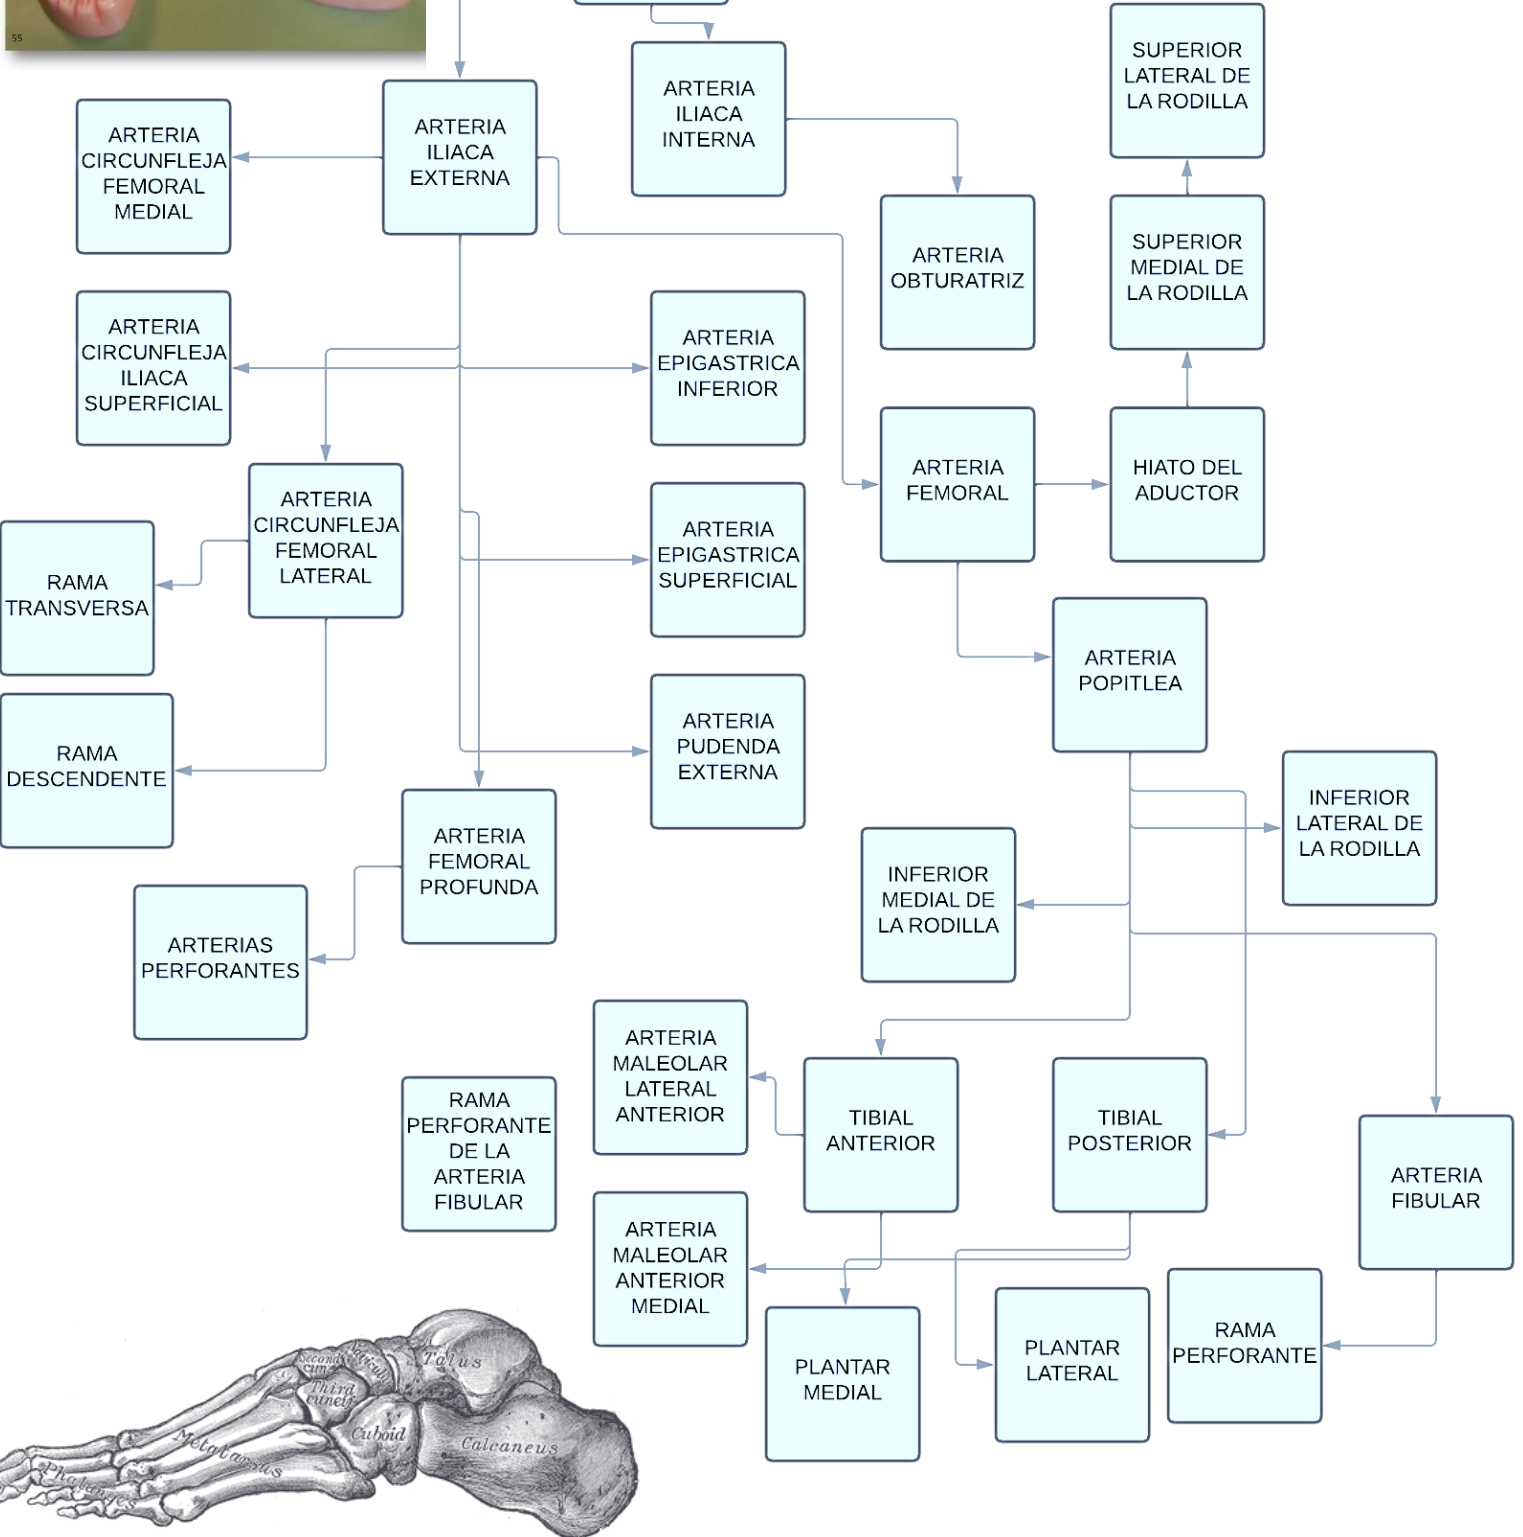 55
ARTERIA
ILIACA
INTERNA
SUPERIOR
LATERAL DE
LA RODILLA
ARTERIA
CIRCUNFLEJA
FEMORAL
MEDIAL
ARTERIA
ILIACA
EXTERNA
ARTERIA
OBTURATRIZ
SUPERIOR
MEDIAL DE
LA RODILLA
ARTERIA
CIRCUNFLEJA
ILIACA
SUPERFICIAL
ARTERIA
EPIGASTRICA
INFERIOR
ARTERIA
FEMORAL
HIATO DEL
ADUCTOR
ARTERIA
CIRCUNFLEJA
FEMORAL
LATERAL
ARTERIA
EPIGASTRICA
SUPERFICIAL
RAMA
TRANSVERSA
ARTERIA
POPITLEA
RAMA
DESCENDENTE
ARTERIA
PUDENDA
EXTERNA
INFERIOR
LATERAL DE
LA RODILLA
ARTERIA
FEMORAL
PROFUNDA
INFERIOR
MEDIAL DE
LA RODILLA
ARTERIAS
PERFORANTES
ARTERIA
MALEOLAR
LATERAL
ANTERIOR
RAMA
PERFORANTE
DE LA
ARTERIA
FIBULAR
TIBIAL
ANTERIOR
TIBIAL
POSTERIOR
ARTERIA
FIBULAR
ARTERIA
MALEOLAR
ANTERIOR
MEDIAL
PLANTAR
MEDIAL
PLANTAR
LATERAL
RAMA
PERFORANTE
Talus
Second
cun.
Third
cuneif.
Cuboid
Calcaneus
Metatarsus
Phalanges